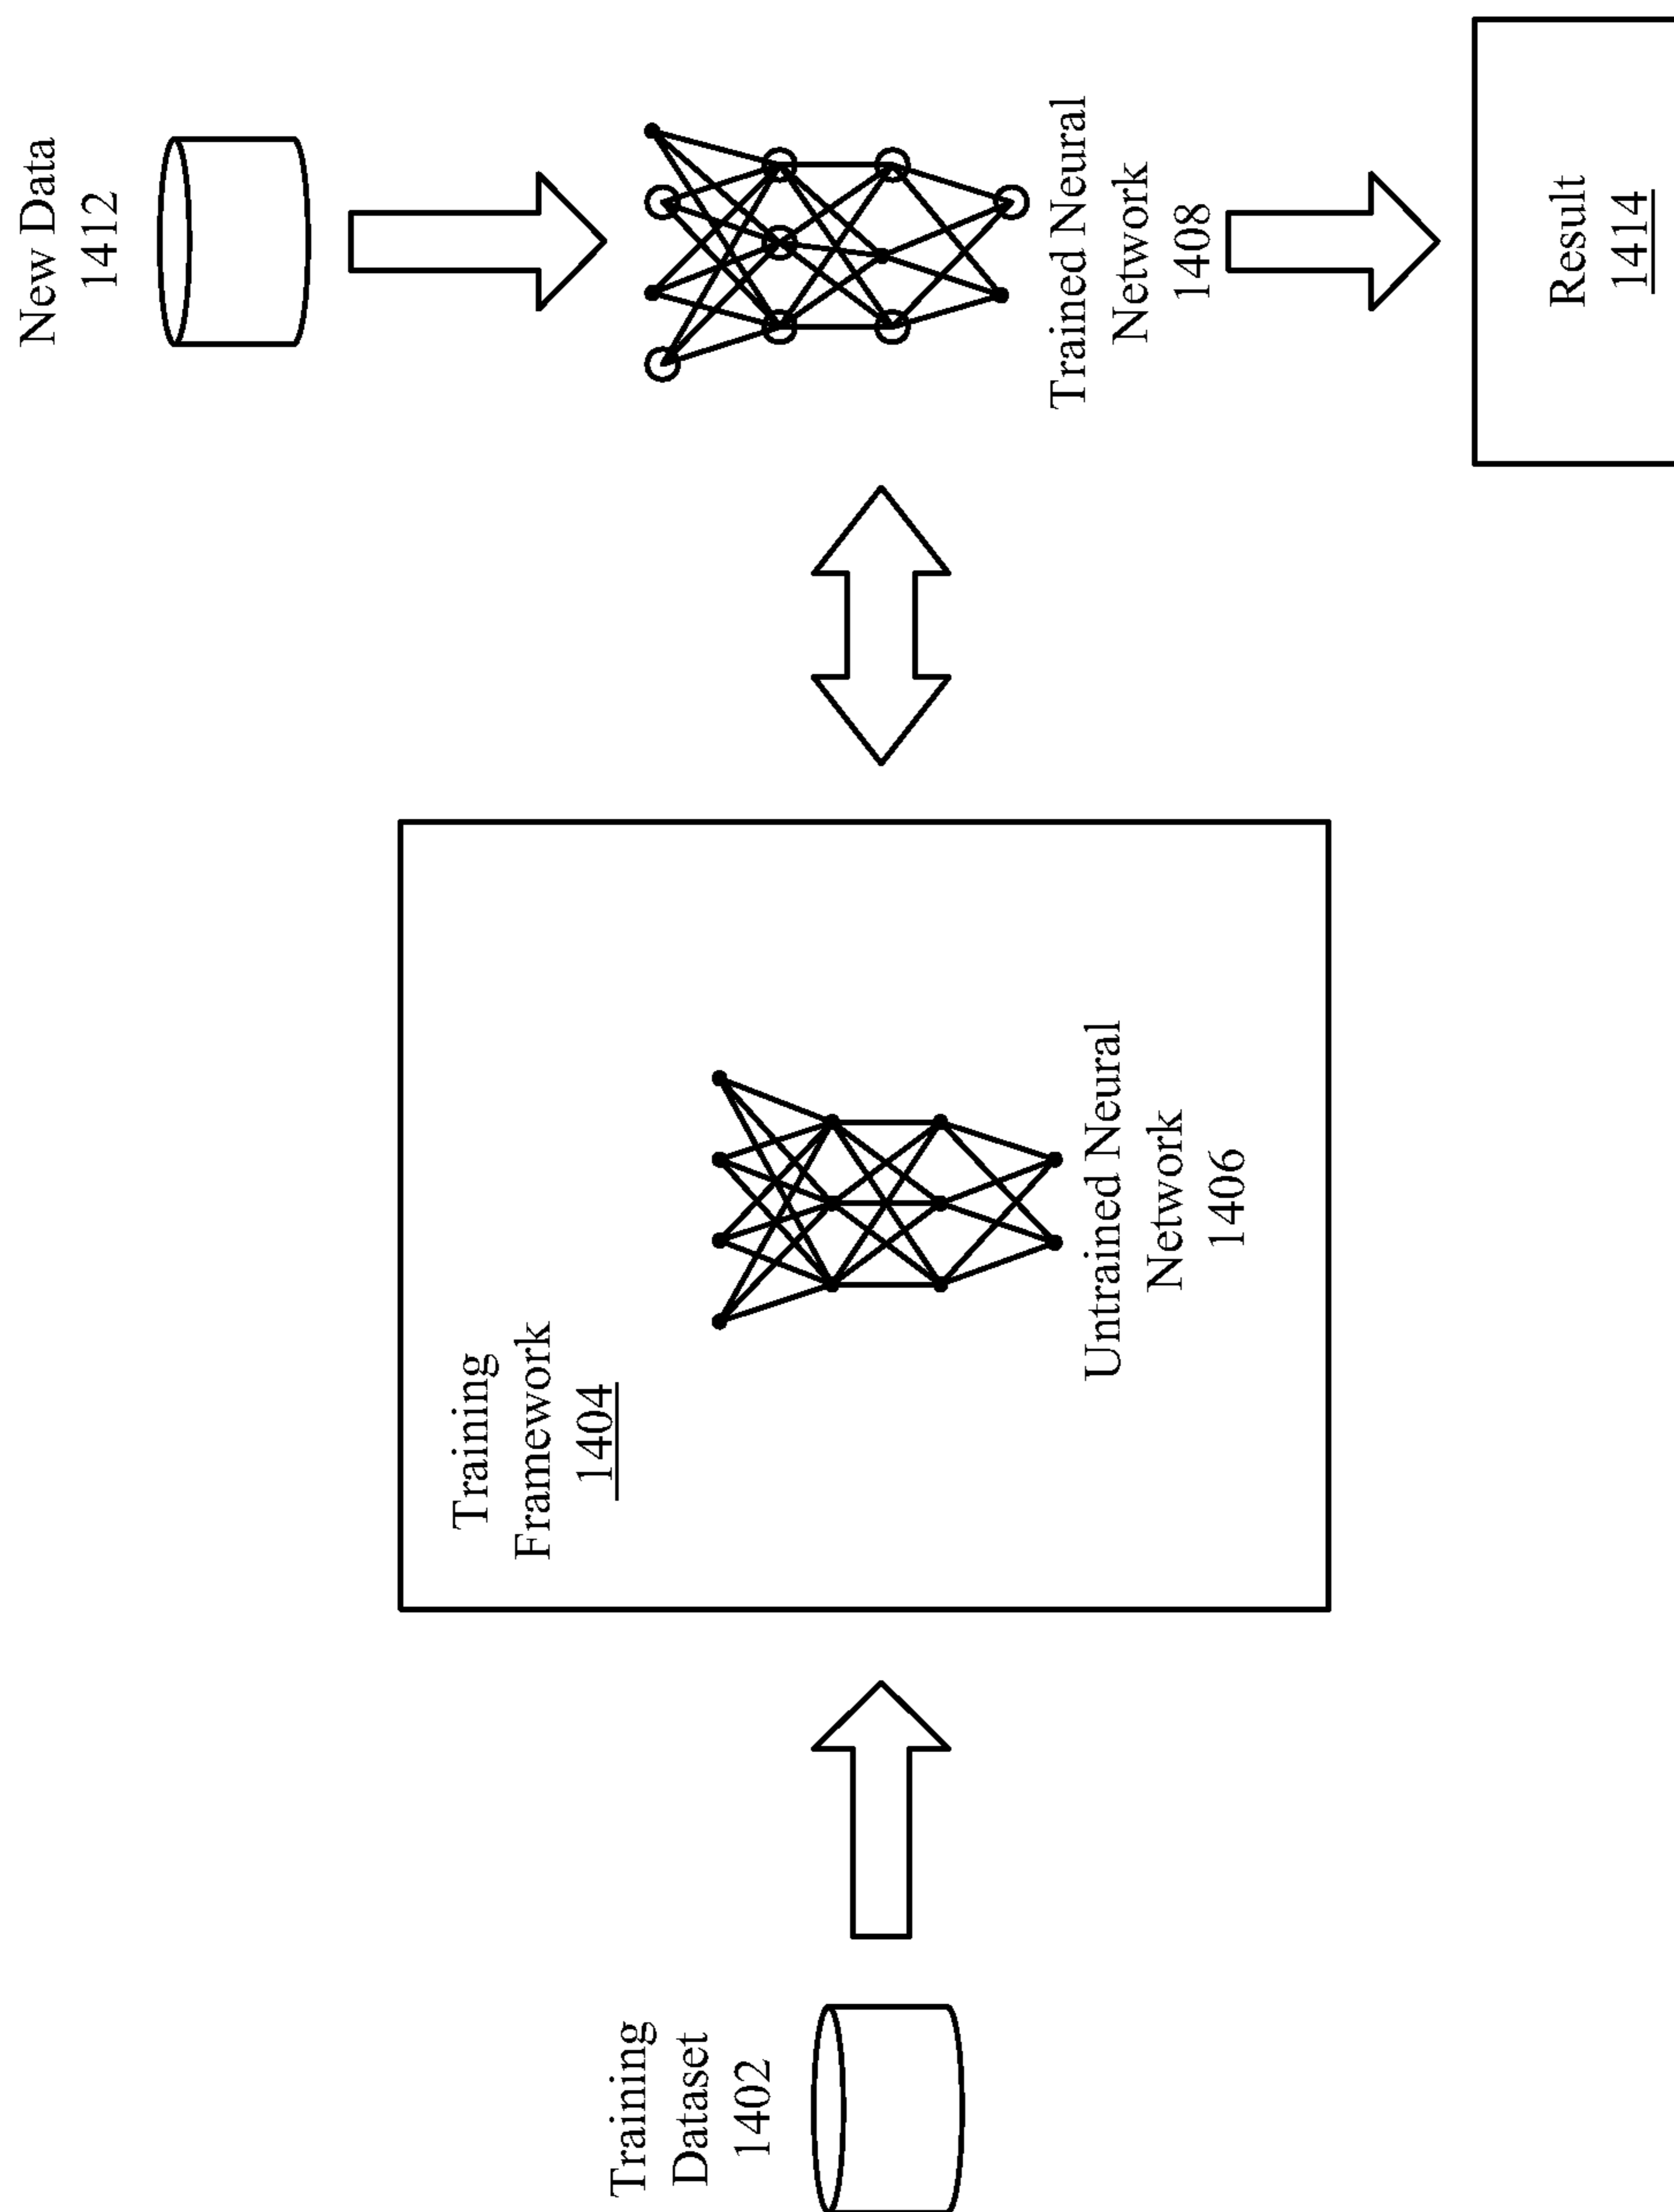 Training
Dataset
1402
Training
Framework
1404
Untrained Neural
Network
1406
New Data
1412
Trained Neural
Network
1408
Result
1414